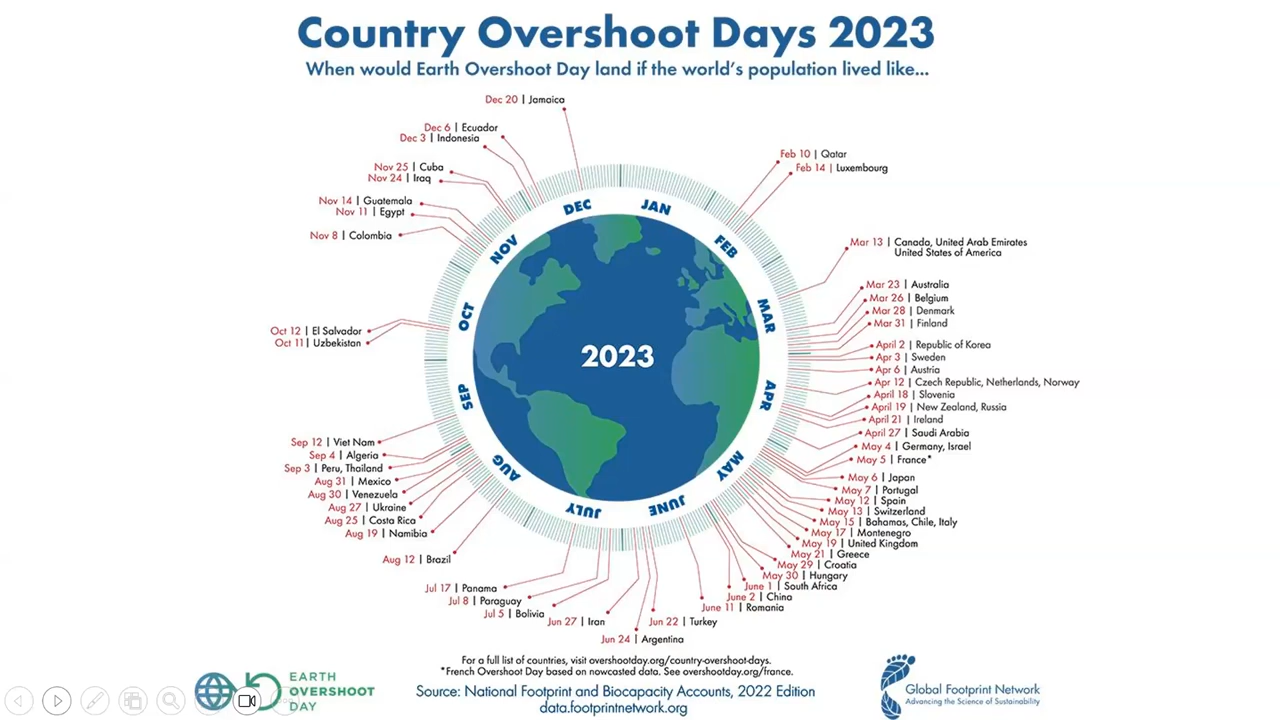 Country Overshoot Days 2023
When would Earth Overshoot Day land if the world's population lived like...
Dec 20 | Jamaica
Dec 6 | Ecuador
Dec 3 | Indonesia
Nov 25 | Cuba
Nov 24 | Iraq
Nov 14 | Guatemala
Nov 11 | Egypt
Nov 8 | Colombia
Oct 12 | El Salvador
Oct 11 | Uzbekistan
Sep 12 | Viet Nam
Sep 4 | Algeria
Sep 3 | Peru, Thailand
Aug 31 | Mexico
Aug 30 | Venezuela
Aug 27 | Ukraine
Aug 25 | Costa Rica
Aug 19 | Namibia
Aug 12 | Brazil
Jul 17 | Panama
Jul 8 | Paraguay
Jul 5 | Bolivia
Jun 27 | Iran
Jun 24 | Argentina
Jun 22 | Turkey
Feb 10 | Qatar
Feb 14 | Luxembourg
Mar 13 | Canada, United Arab Emirates
United States of America
Mar 23 | Australia
Mar 26 | Belgium
Mar 28 | Denmark
Mar 31 | Finland
April 2 | Republic of Korea
Apr 3 | Sweden
Apr 6 | Austria
Apr 12 | Czech Republic, Netherlands, Norway
April 18 | Slovenia
April 19 | New Zealand, Russia
April 21 | Ireland
April 27 | Saudi Arabia
May 4 | Germany, Israel
May 5 | France*
May 6 | Japan
May 7 | Portugal
May 12 | Spain
May 13 | Switzerland
May 15 | Bahamas, Chile, Italy
May 17 | Montenegro
May 19 | United Kingdom
May 21 | Greece
May 29 | Croatia
May 30 | Hungary
June 1 | South Africa
June 2 | China
June 11 | Romania
JAN
FEB
MAR
APR
MAY
JUNE
JULY
AUG
SEP
OCT
NOV
DEC
2023
For a full list of countries, visit overshootday.org/country-overshoot-days.
*French Overshoot Day based on nowcasted data. See overshootday.org/france.
Source: National Footprint and Biocapacity Accounts, 2022 Edition
data.footprintnetwork.org
EARTH
OVERSHOOT
DAY
Global Footprint Network
Advancing the Science of Sustainability